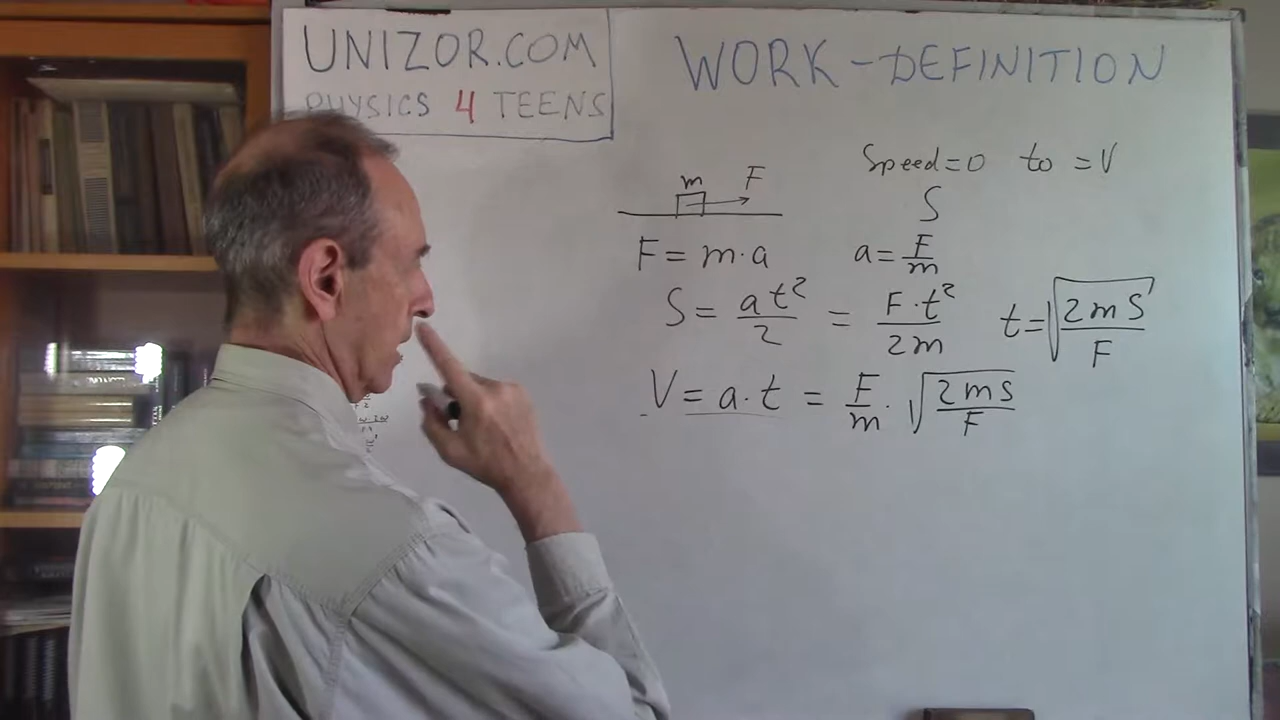 UNIZOR.COM
PHYSICS 4 TEENS
WORK-DEFINITION
Speed=0 to =V
m F
S
F=m·a a=F/m
S=at²/2 = F·t²/2m t=√(2mS/F)
V=a·t = F/m · √(2mS/F)